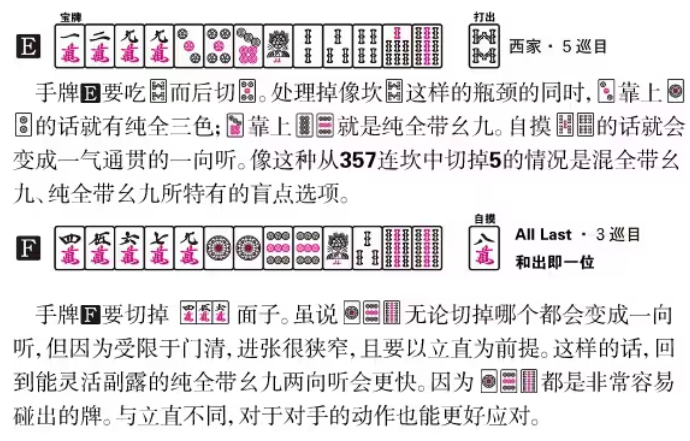 宝牌
打出
E 一萬 二萬 九萬 九萬 西家・5 巡目
手牌E要吃而后切。处理掉像坎这样的瓶颈的同时,靠上
的话就有纯全三色;靠上就是纯全带幺九。自摸的话就会
变成一气通贯的一向听。像这种从357连坎中切掉5的情况是混全带幺
九、纯全带幺九所特有的盲点选项。
自摸
F 四萬 伍萬 六萬 七萬 九萬 八萬 All Last・3 巡目
和出即一位
手牌F要切掉 四萬伍萬六萬 面子。虽说无论切掉哪个都会变成一向
听,但因为受限于门清,进张很狭窄,且要以立直为前提。这样的话,回
到能灵活副露的纯全带幺九两向听会更快。因为都是非常容易
碰出的牌。与立直不同,对于对手的动作也能更好应对。